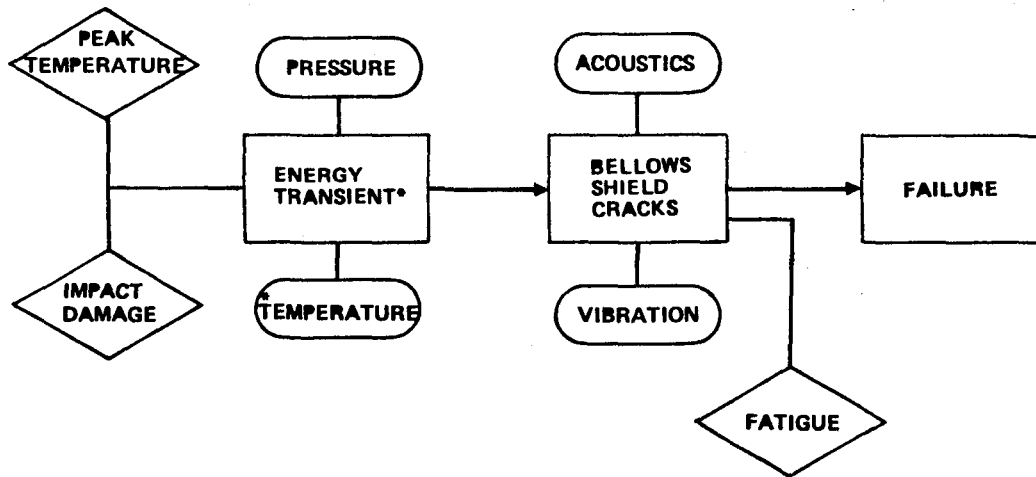 PEAK
TEMPERATURE
PRESSURE
ACOUSTICS
ENERGY
TRANSIENT*
BELLOWS
SHIELD
CRACKS
FAILURE
IMPACT
DAMAGE
*TEMPERATURE
VIBRATION
FATIGUE